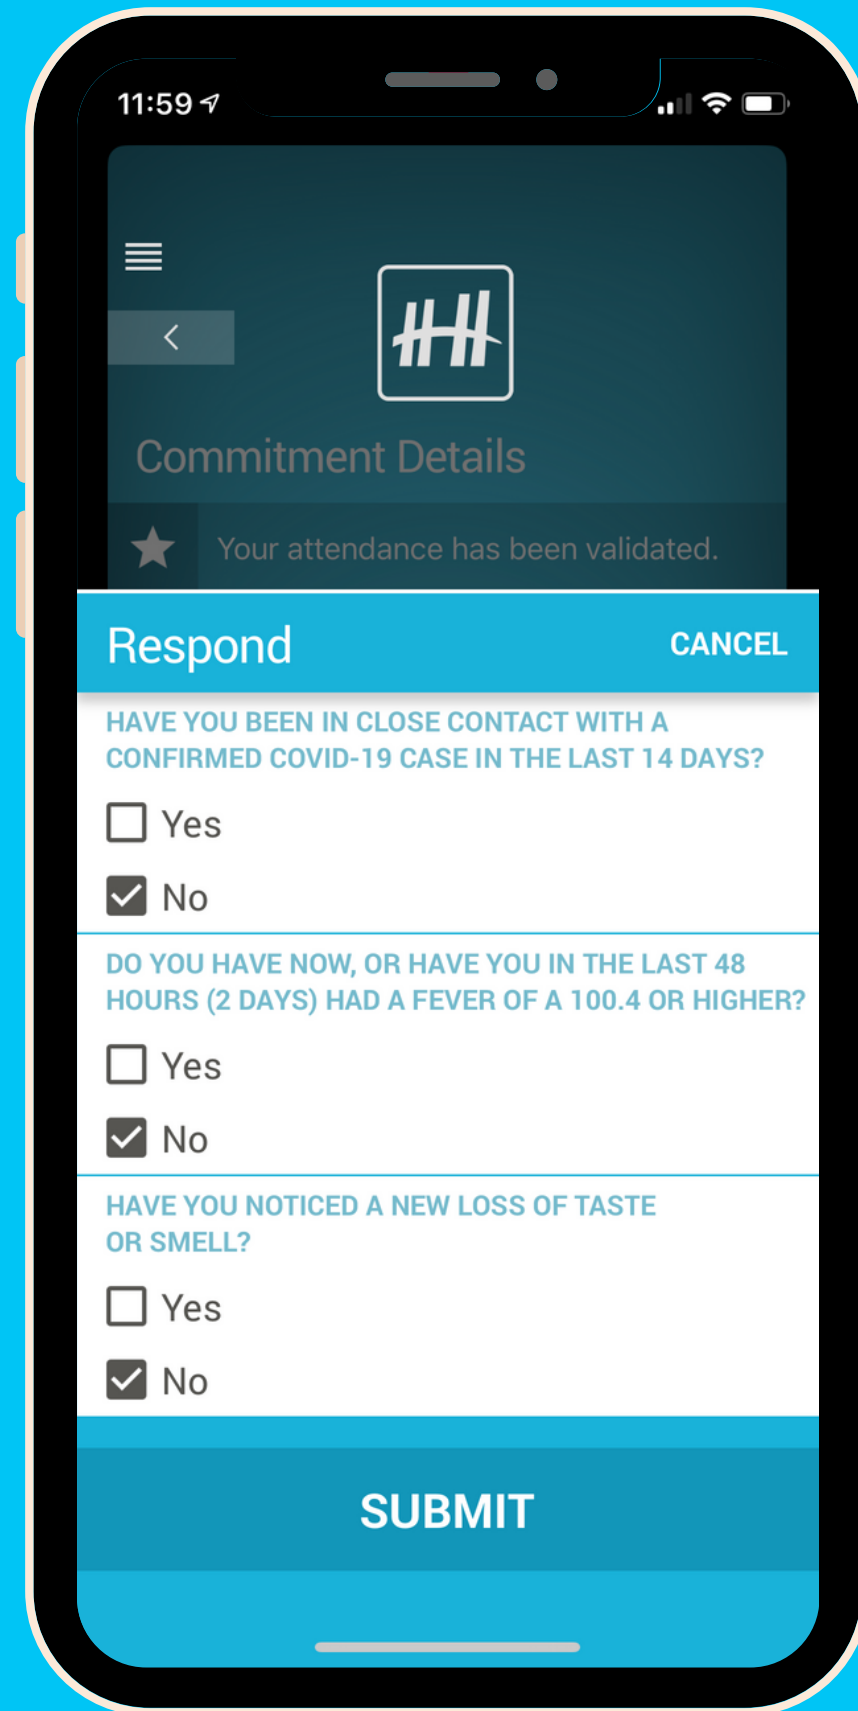 11:59
Commitment Details
Your attendance has been validated.
Respond
CANCEL
HAVE YOU BEEN IN CLOSE CONTACT WITH A
CONFIRMED COVID-19 CASE IN THE LAST 14 DAYS?
Yes
No
DO YOU HAVE NOW, OR HAVE YOU IN THE LAST 48
HOURS (2 DAYS) HAD A FEVER OF A 100.4 OR HIGHER?
Yes
No
HAVE YOU NOTICED A NEW LOSS OF TASTE
OR SMELL?
Yes
No
SUBMIT